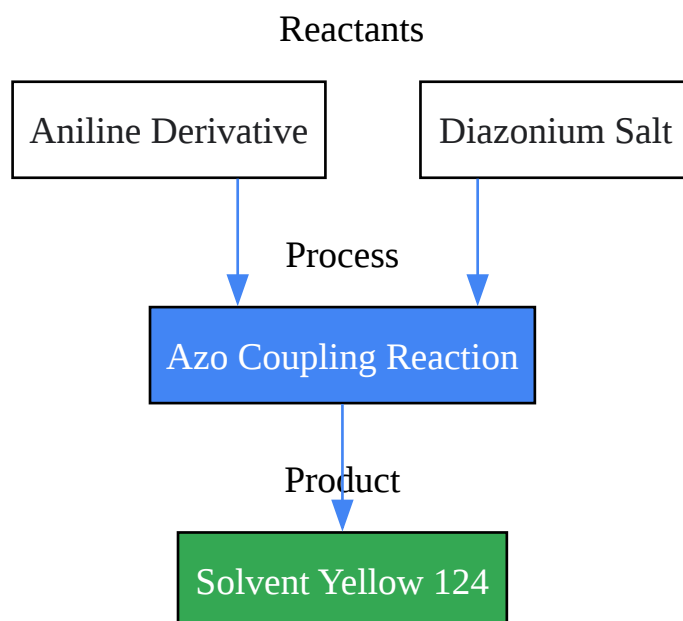 Reactants
Aniline Derivative
Diazonium Salt
Process
Azo Coupling Reaction
Product
Solvent Yellow 124